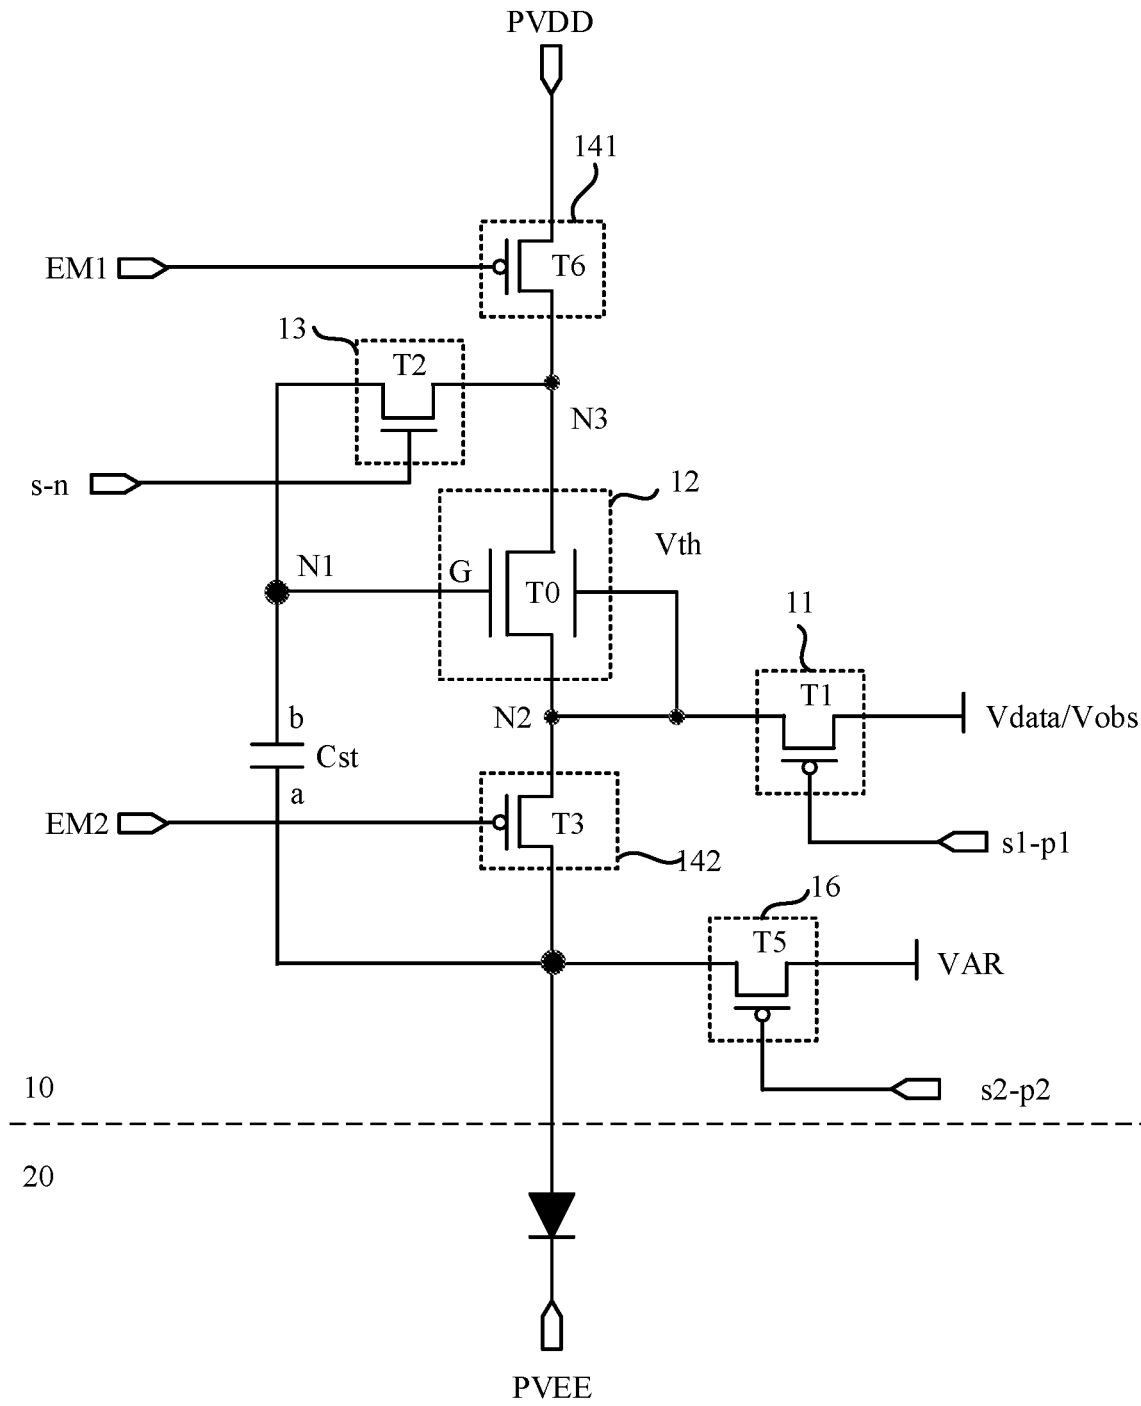 PVDD
141
EM1
T6
13
T2
N3
s-n
12
Vth
N1
G
T0
11
T1
N2
Vdata/Vobs
b
Cst
a
EM2
T3
s1-p1
142
16
T5
VAR
10
s2-p2
20
PVEE